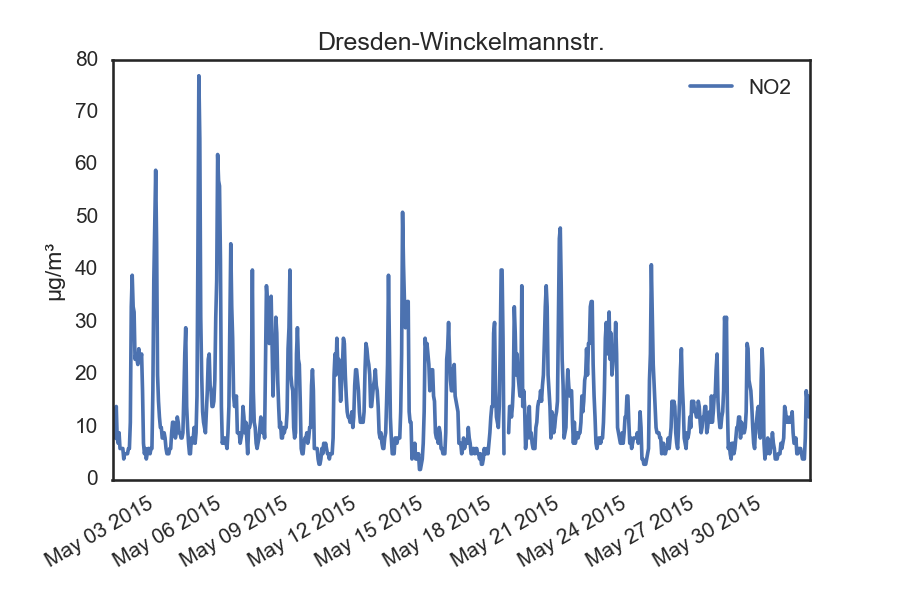 Dresden-Winckelmannstr.
80
70
60
50
40
30
20
10
0
µg/m³
NO2
May 03 2015
May 06 2015
May 09 2015
May 12 2015
May 15 2015
May 18 2015
May 21 2015
May 24 2015
May 27 2015
May 30 2015